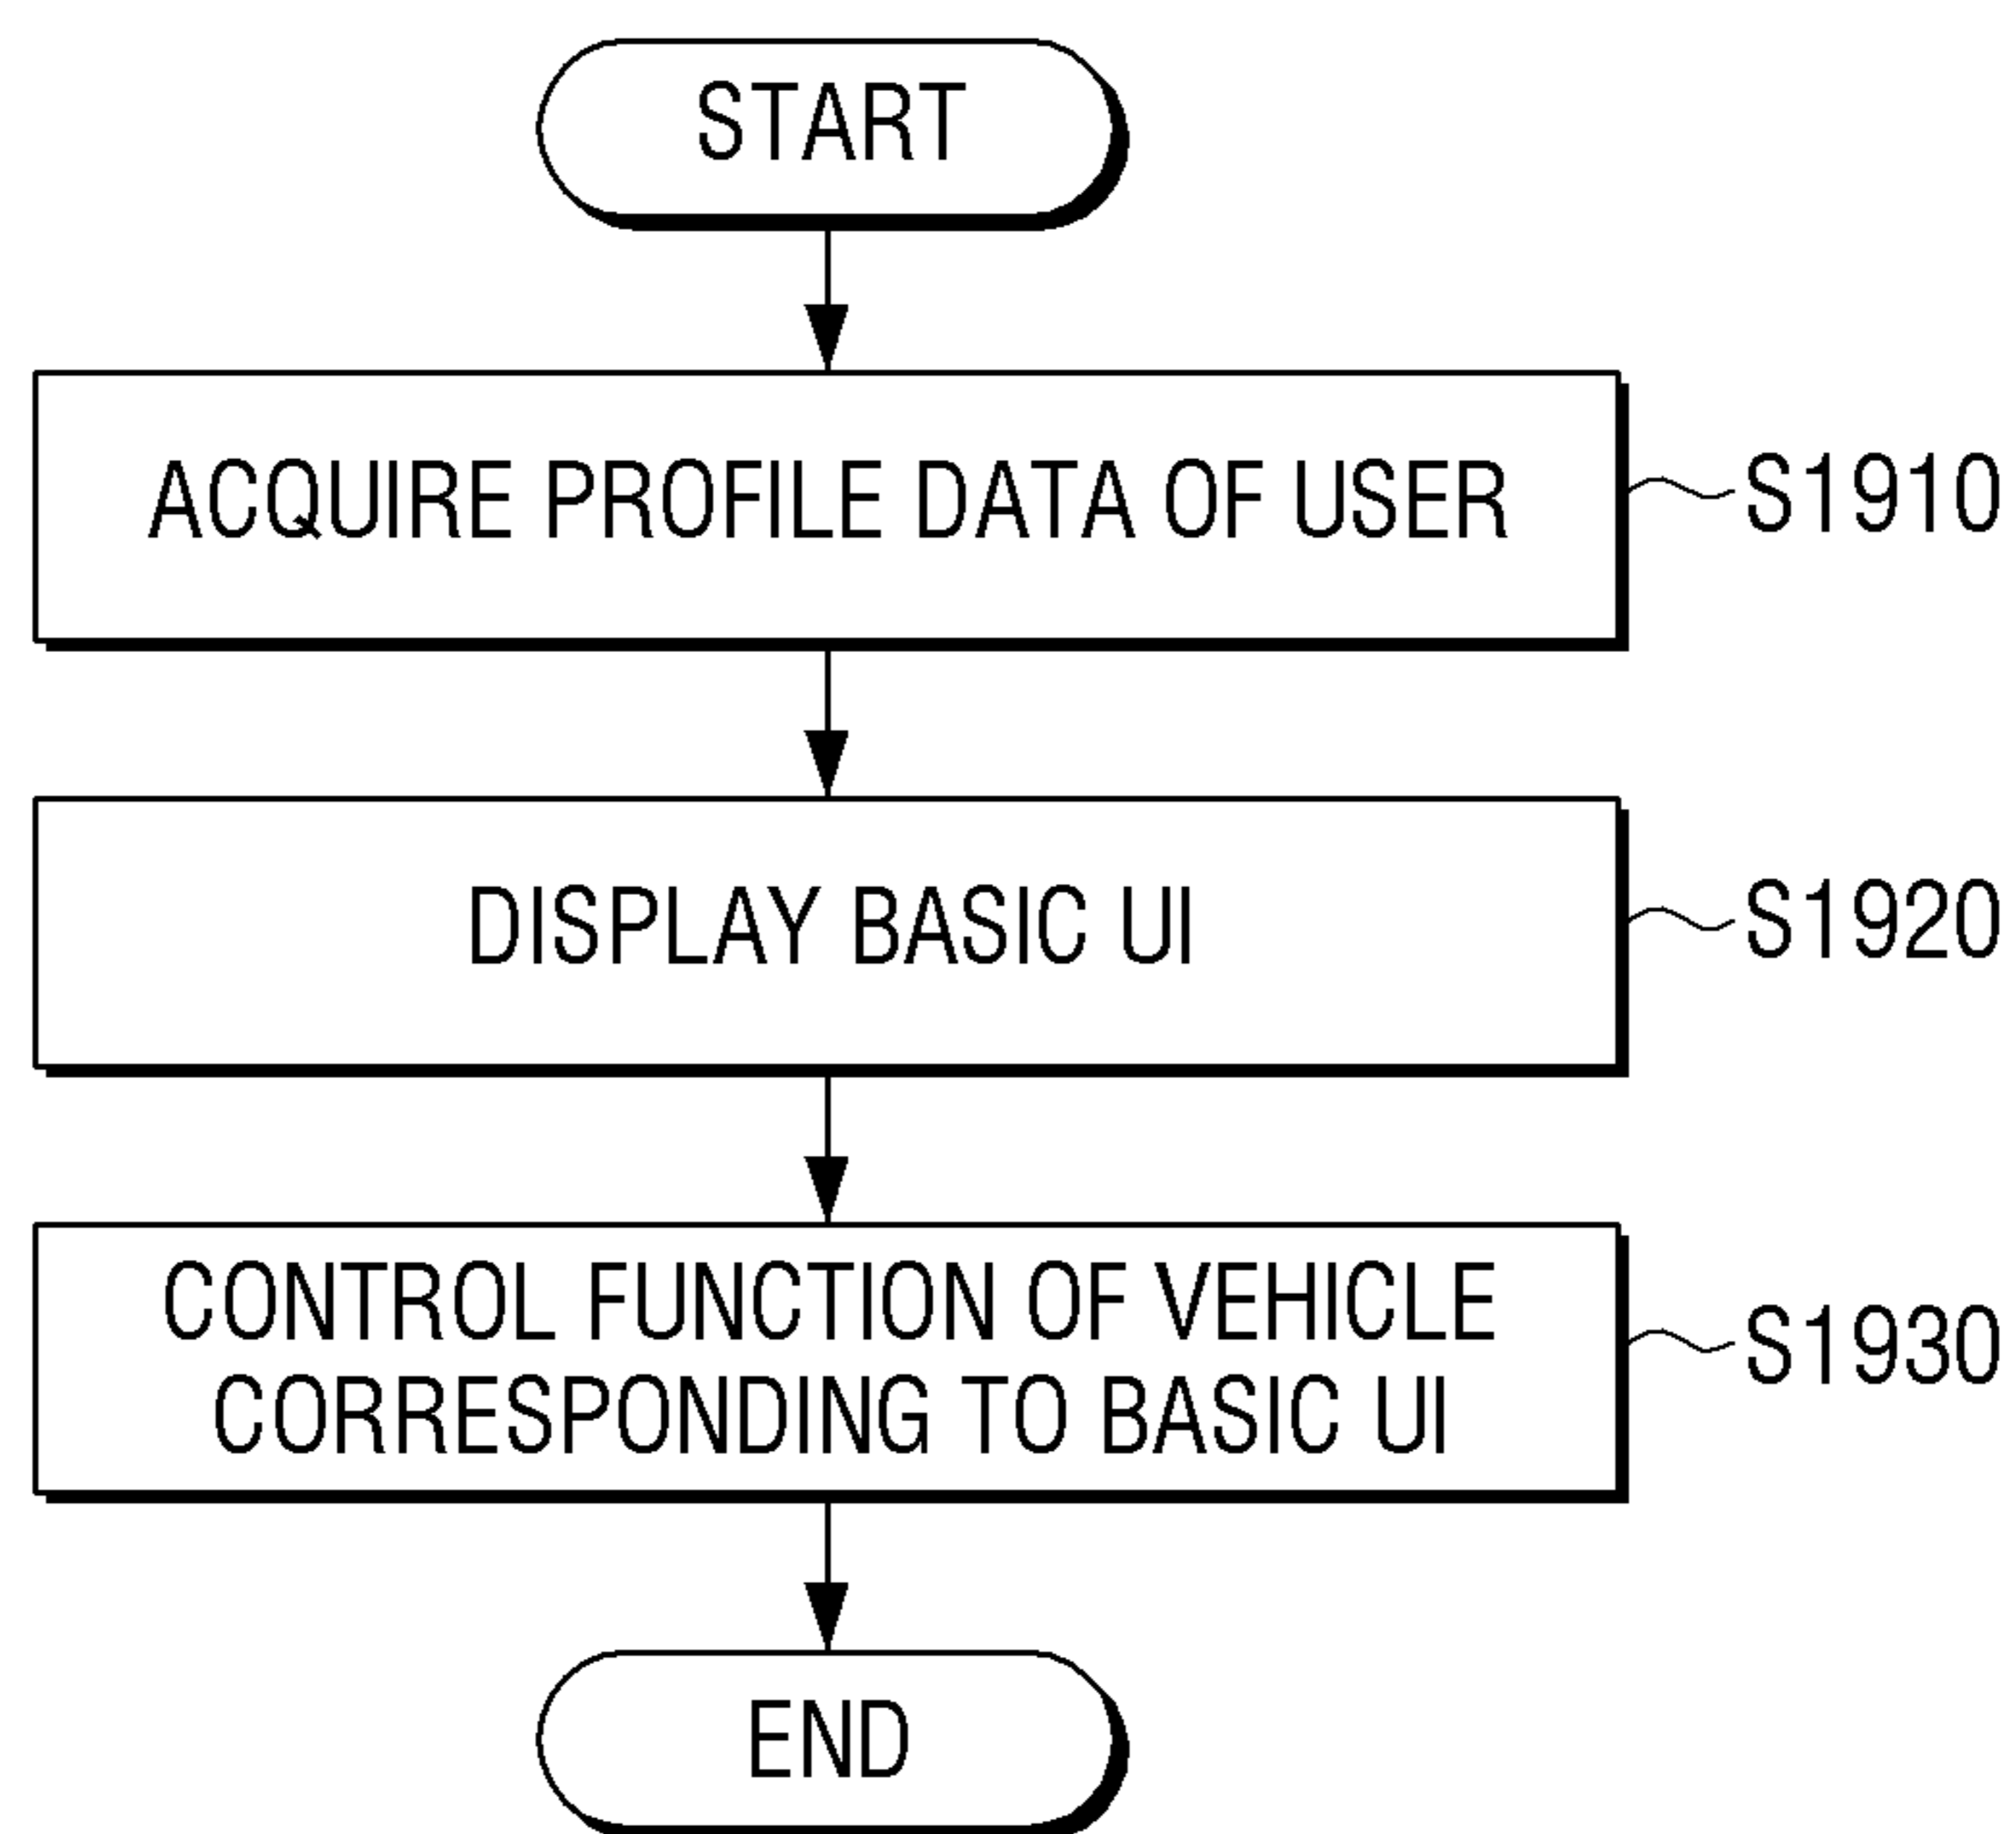 START
ACQUIRE PROFILE DATA OF USER
S1910
DISPLAY BASIC UI
S1920
CONTROL FUNCTION OF VEHICLE
CORRESPONDING TO BASIC UI
S1930
END